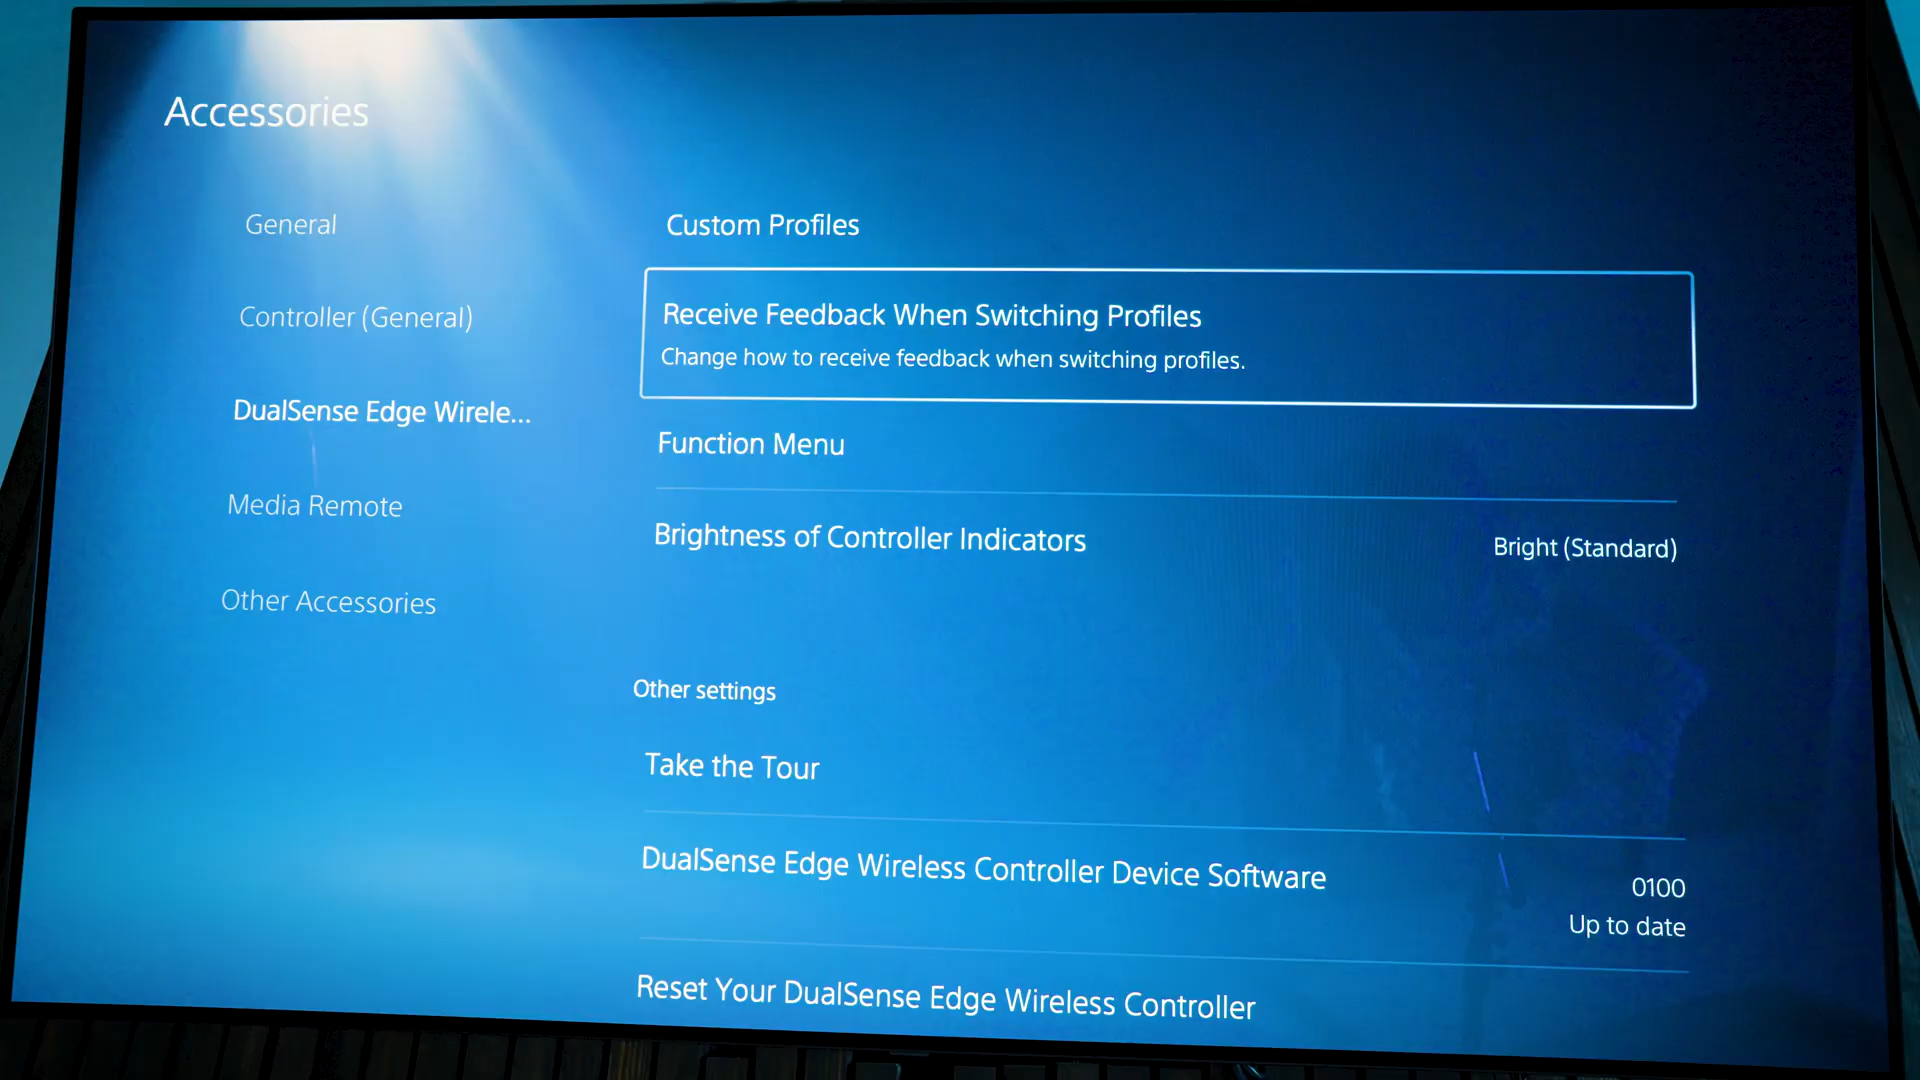 Accessories
General
Controller (General)
DualSense Edge Wirele...
Media Remote
Other Accessories
Custom Profiles
Receive Feedback When Switching Profiles
Change how to receive feedback when switching profiles.
Function Menu
Brightness of Controller Indicators
Bright (Standard)
Other settings
Take the Tour
DualSense Edge Wireless Controller Device Software
0100
Up to date
Reset Your DualSense Edge Wireless Controller